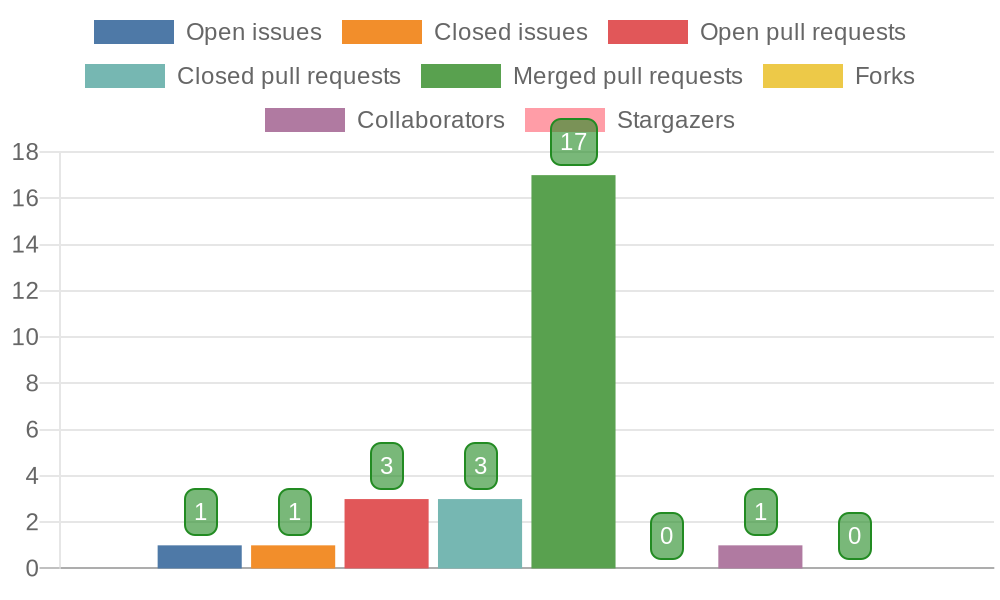 Open issues Closed issues Open pull requests
Closed pull requests Merged pull requests Forks
Collaborators Stargazers
17
18
16
14
12
10
8
6
4
2
0
1 1 3 3 0 1 0